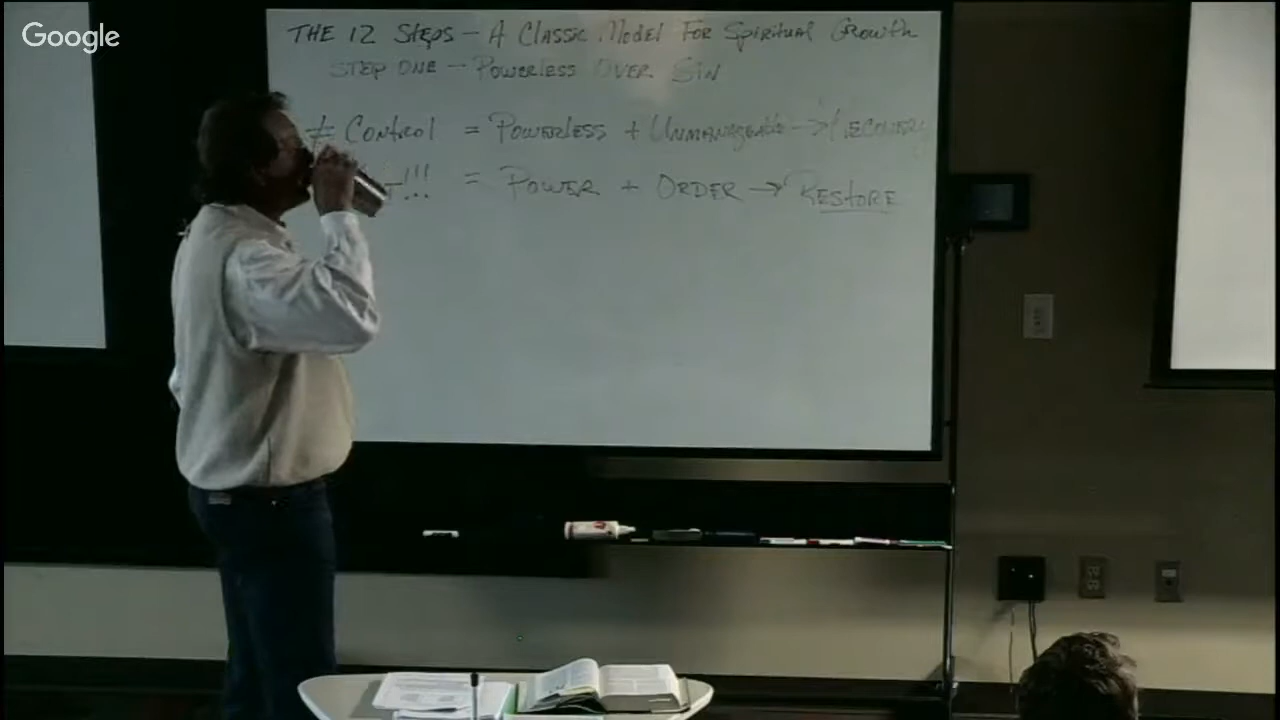 Google
THE 12 STEPS – A CLASSIC MODEL FOR SPIRITUAL GROWTH
STEP ONE – POWERLESS OVER SIN
≠ CONTROL = POWERLESS + UNMANAGEABLE → RECOVERY
!!! = POWER + ORDER → RESTORE